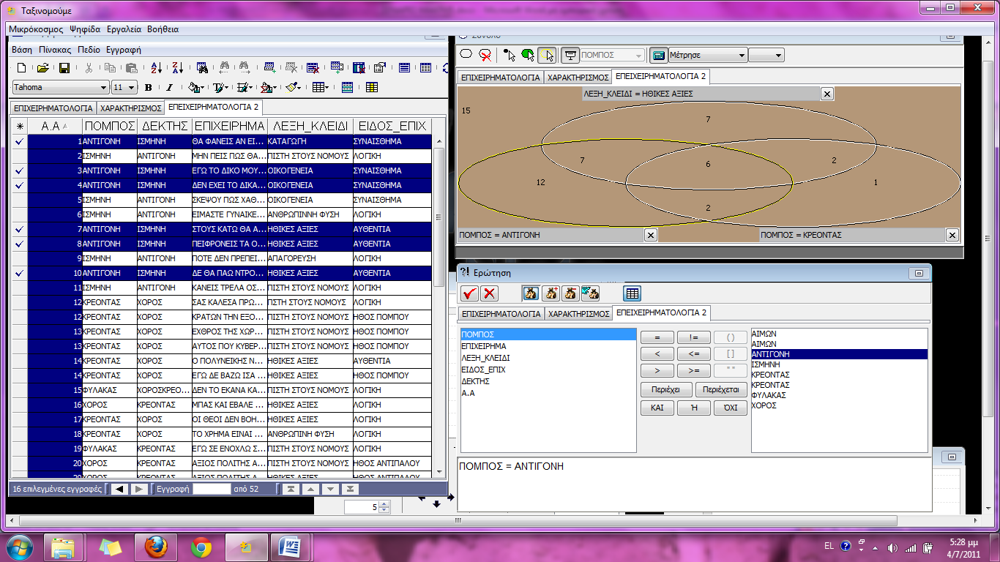 Ταξινομούμε
Μικρόκοσμος Ψηφίδα Εργαλεία Βοήθεια
Βάση Πίνακας Πεδίο Εγγραφή
Tahoma 11 B I
ΕΠΙΧΕΙΡΗΜΑΤΟΛΟΓΙΑ ΧΑΡΑΚΤΗΡΙΣΜΟΣ ΕΠΕΙΧΕΙΡΗΜΑΤΟΛΟΓΙΑ 2
* Α.Α ΠΟΜΠΟΣ ΔΕΚΤΗΣ ΕΠΙΧΕΙΡΗΜΑ ΛΕΞΗ_ΚΛΕΙΔΙ ΕΙΔΟΣ_ΕΠΙΧ
1 ΑΝΤΙΓΟΝΗ ΙΣΜΗΝΗ ΘΑ ΦΑΝΕΙΣ ΑΝ ΕΙ... ΚΑΤΑΓΩΓΗ ΣΥΝΑΙΣΘΗΜΑ
2 ΙΣΜΗΝΗ ΑΝΤΙΓΟΝΗ ΜΗΝ ΠΕΙΣ ΠΩΣ ΘΑ... ΠΙΣΤΗ ΣΤΟΥΣ ΝΟΜΟΥΣ ΛΟΓΙΚΗ
3 ΑΝΤΙΓΟΝΗ ΙΣΜΗΝΗ ΕΓΩ ΤΟ ΔΙΚΟ ΜΟΥ... ΟΙΚΟΓΕΝΕΙΑ ΣΥΝΑΙΣΘΗΜΑ
4 ΑΝΤΙΓΟΝΗ ΙΣΜΗΝΗ ΔΕΝ ΕΧΕΙ ΤΟ ΔΙΚΑ... ΟΙΚΟΓΕΝΕΙΑ ΣΥΝΑΙΣΘΗΜΑ
5 ΙΣΜΗΝΗ ΑΝΤΙΓΟΝΗ ΣΚΕΨΟΥ ΠΩΣ ΧΑΘ... ΟΙΚΟΓΕΝΕΙΑ ΣΥΝΑΙΣΘΗΜΑ
6 ΙΣΜΗΝΗ ΑΝΤΙΓΟΝΗ ΕΙΜΑΣΤΕ ΓΥΝΑΙΚΕ... ΑΝΘΡΩΠΙΝΝΗ ΦΥΣΗ ΛΟΓΙΚΗ
7 ΑΝΤΙΓΟΝΗ ΙΣΜΗΝΗ ΣΤΟΥΣ ΚΑΤΩ ΘΑ Α... ΗΘΙΚΕΣ ΑΞΙΕΣ ΑΥΘΕΝΤΙΑ
8 ΑΝΤΙΓΟΝΗ ΙΣΜΗΝΗ ΠΕΙΦΡΟΝΕΙΣ ΤΑ Ο... ΗΘΙΚΕΣ ΑΞΙΕΣ ΑΥΘΕΝΤΙΑ
9 ΙΣΜΗΝΗ ΑΝΤΙΓΟΝΗ ΠΟΤΕ ΔΕΝ ΠΡΕΠΕΙ... ΑΠΑΓΟΡΕΥΣΗ ΛΟΓΙΚΗ
10 ΑΝΤΙΓΟΝΗ ΙΣΜΗΝΗ ΔΕ ΘΑ ΠΑΩ ΝΤΡΟ... ΗΘΙΚΕΣ ΑΞΙΕΣ ΑΥΘΕΝΤΙΑ
11 ΙΣΜΗΝΗ ΑΝΤΙΓΟΝΗ ΚΑΝΕΙΣ ΤΡΕΛΑ ΟΣ... ΠΙΣΤΗ ΣΤΟΥΣ ΝΟΜΟΥΣ ΛΟΓΙΚΗ
12 ΚΡΕΟΝΤΑΣ ΧΟΡΟΣ ΣΑΣ ΚΑΛΕΣΑ ΠΡΩ... ΠΣΤΗ ΣΤΟΥΣ ΝΟΜΟΥΣ ΛΟΓΙΚΗ
12 ΚΡΕΟΝΤΑΣ ΧΟΡΟΣ ΚΡΑΤΩΝ ΤΗΝ ΕΞΟ... ΠΙΣΤΗ ΣΤΟΥΣ ΝΟΜΟΥΣ ΗΘΟΣ ΠΟΜΠΟΥ
13 ΚΡΕΟΝΤΑΣ ΧΟΡΟΣ ΕΧΘΡΟΣ ΤΗΣ ΧΩΡ... ΠΙΣΤΗ ΣΤΟΥΣ ΝΟΜΟΥΣ ΗΘΟΣ ΠΟΜΠΟΥ
13 ΚΡΕΟΝΤΑΣ ΧΟΡΟΣ ΑΥΤΟΣ ΠΟΥ ΚΥΒΕΡ... ΠΙΣΤΗ ΣΤΟΥΣ ΝΟΜΟΥΣ ΛΟΓΙΚΗ
14 ΚΡΕΟΝΤΑΣ ΧΟΡΟΣ Ο ΠΟΛΥΝΕΙΚΗΣ Ν... ΗΘΙΚΕΣ ΑΞΙΕΣ ΑΥΘΕΝΤΙΑ
14 ΚΡΕΟΝΤΑΣ ΧΟΡΟΣ ΕΓΩ ΔΕ ΒΑΖΩ ΙΣΑ ... ΗΘΙΚΕΣ ΑΞΙΕΣ ΗΘΟΣ ΠΟΜΠΟΥ
15 ΦΥΛΑΚΑΣ ΧΟΡΟΣΚΡΕΟ... ΔΕΝ ΤΟ ΕΚΑΝΑ ΚΑ... ΠΙΣΤΗ ΣΤΟΥΣ ΝΟΜΟΥΣ ΛΟΓΙΚΗ
16 ΧΟΡΟΣ ΚΡΕΟΝΤΑΣ ΜΠΑΣ ΚΑΙ ΕΒΑΛΕ ... ΗΘΙΚΕΣ ΑΞΙΕΣ ΛΟΓΙΚΗ
17 ΚΡΕΟΝΤΑΣ ΧΟΡΟΣ ΟΙ ΘΕΟΙ ΔΕΝ ΒΟΗ... ΗΘΙΚΕΣ ΑΞΙΕΣ ΛΟΓΙΚΗ
18 ΚΡΕΟΝΤΑΣ ΧΟΡΟΣ ΤΟ ΧΡΗΜΑ ΕΙΝΑΙ ... ΑΝΘΡΩΠΙΝΗ ΦΥΣΗ ΛΟΓΙΚΗ
19 ΦΥΛΑΚΑΣ ΚΡΕΟΝΤΑΣ ΕΓΩ ΣΕ ΕΝΟΧΛΩ Σ... ΠΙΣΤΗ ΣΤΟΥΣ ΝΟΜΟΥΣ ΛΟΓΙΚΗ
20 ΧΟΡΟΣ ΚΡΕΟΝΤΑΣ ΑΞΙΟΣ ΠΟΛΙΤΗΣ Α... ΠΙΣΤΗ ΣΤΟΥΣ ΝΟΜΟΥΣ ΗΘΟΣ ΑΝΤΙΠΑΛΟΥ
16 επιλεγμένες εγγραφές Εγγραφή από 52
5
ΠΟΜΠΟΣ Μέτρησε
ΕΠΙΧΕΙΡΗΜΑΤΟΛΟΓΙΑ ΧΑΡΑΚΤΗΡΙΣΜΟΣ ΕΠΕΙΧΕΙΡΗΜΑΤΟΛΟΓΙΑ 2
ΛΕΞΗ_ΚΛΕΙΔΙ = ΗΘΙΚΕΣ ΑΞΙΕΣ
15
7
7 6 2
12 1
2
ΠΟΜΠΟΣ = ΑΝΤΙΓΟΝΗ ΠΟΜΠΟΣ = ΚΡΕΟΝΤΑΣ
?! Ερώτηση
ΕΠΙΧΕΙΡΗΜΑΤΟΛΟΓΙΑ ΧΑΡΑΚΤΗΡΙΣΜΟΣ ΕΠΕΙΧΕΙΡΗΜΑΤΟΛΟΓΙΑ 2
ΠΟΜΠΟΣ
ΕΠΙΧΕΙΡΗΜΑ
ΛΕΞΗ_ΚΛΕΙΔΙ
ΕΙΔΟΣ_ΕΠΙΧ
ΔΕΚΤΗΣ
Α.Α
= != ()
< <= []
> >= " "
Περιέχει Περιέχεται
ΚΑΙ Ή ΌΧΙ
ΑΙΜΩΝ
ΑΙΜΩΝ
ΑΝΤΙΓΟΝΗ
ΙΣΜΗΝΗ
ΚΡΕΟΝΤΑΣ
ΚΡΕΟΝΤΑΣ
ΦΥΛΑΚΑΣ
ΧΟΡΟΣ
ΠΟΜΠΟΣ = ΑΝΤΙΓΟΝΗ
EL 5:28 μμ
4/7/2011